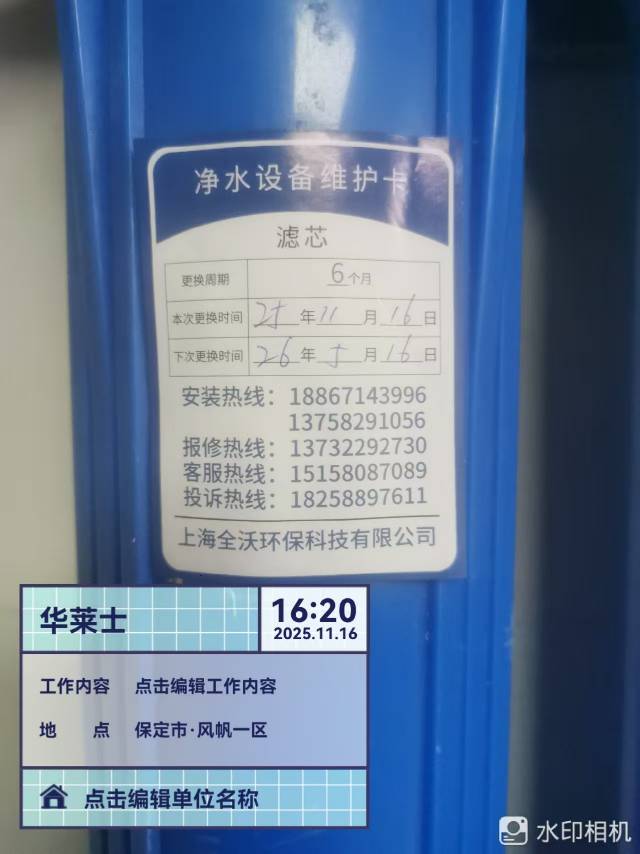 净水设备维护卡
滤芯
更换周期 6个月
本次更换时间 25年11月16日
下次更换时间 26年5月16日
安装热线：18867143996
13758291056
报修热线：13732292730
客服热线：15158087089
投诉热线：18258897611
上海全沃环保科技有限公司
华莱士 16:20
2025.11.16
工作内容 点击编辑工作内容
地 点 保定市·风帆一区
点击编辑单位名称
水印相机